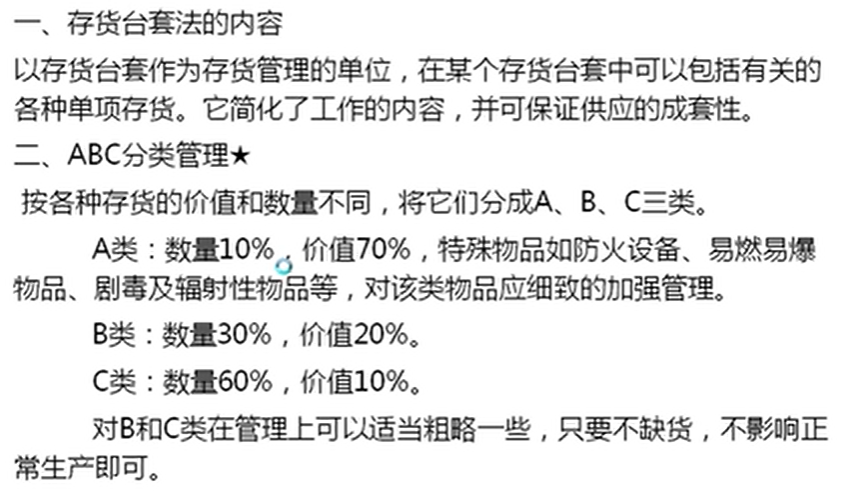 一、存货台套法的内容
以存货台套作为存货管理的单位，在某个存货台套中可以包括有关的
各种单项存货。它简化了工作的内容，并可保证供应的成套性。
二、ABC分类管理★
按各种存货的价值和数量不同，将它们分成A、B、C三类。
A类：数量10%，价值70%，特殊物品如防火设备、易燃易爆
物品、剧毒及辐射性物品等，对该类物品应细致的加强管理。
B类：数量30%，价值20%。
C类：数量60%，价值10%。
对B和C类在管理上可以适当粗略一些，只要不缺货，不影响正
常生产即可。